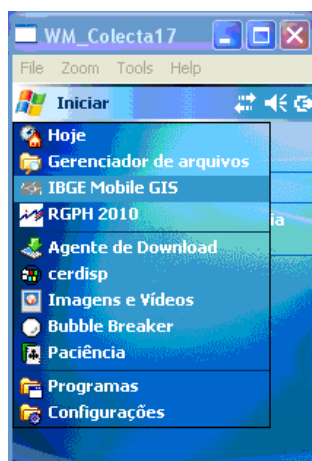 WM_Colecta17
File Zoom Tools Help
Iniciar
Hoje
Gerenciador de arquivos
IBGE Mobile GIS
RGPH 2010
ia
Agente de Download
cerdisp
Imagens e Vídeos
Bubble Breaker
Paciência
Programas
Configurações